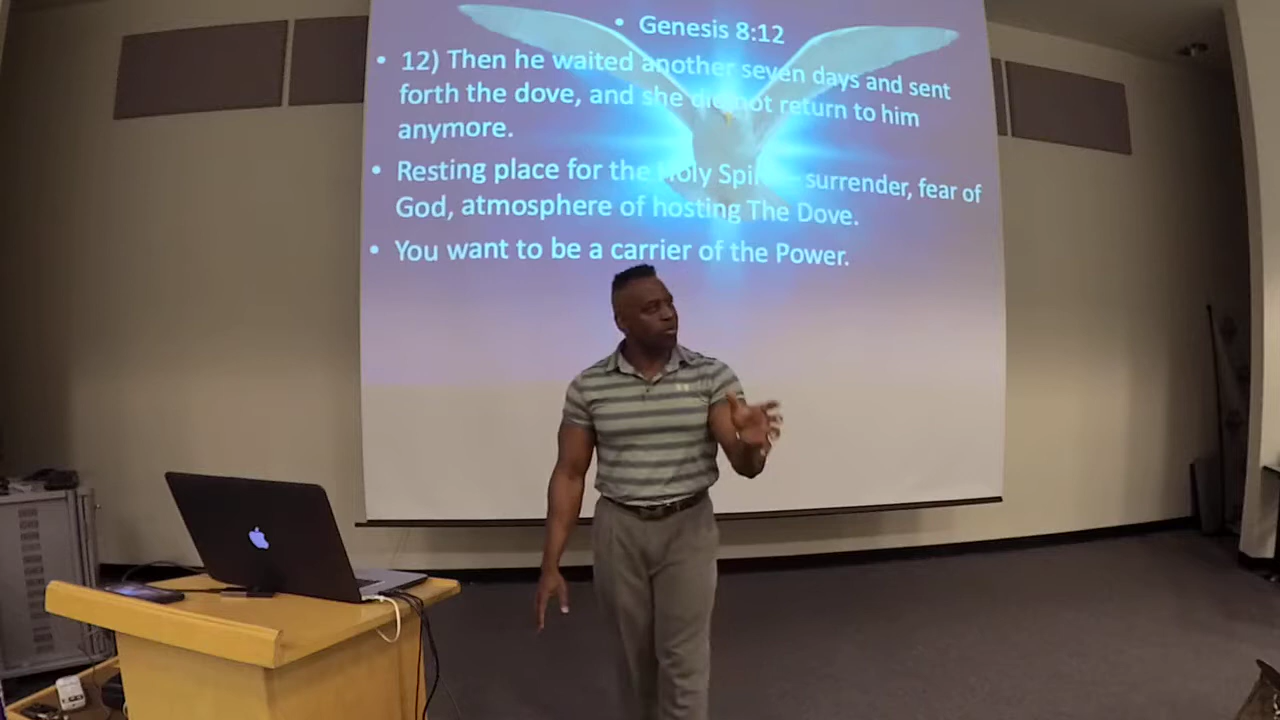 • Genesis 8:12
• 12) Then he waited another seven days and sent
forth the dove, and she did not return to him
anymore.
• Resting place for the Holy Spirit – surrender, fear of
God, atmosphere of hosting The Dove.
• You want to be a carrier of the Power.